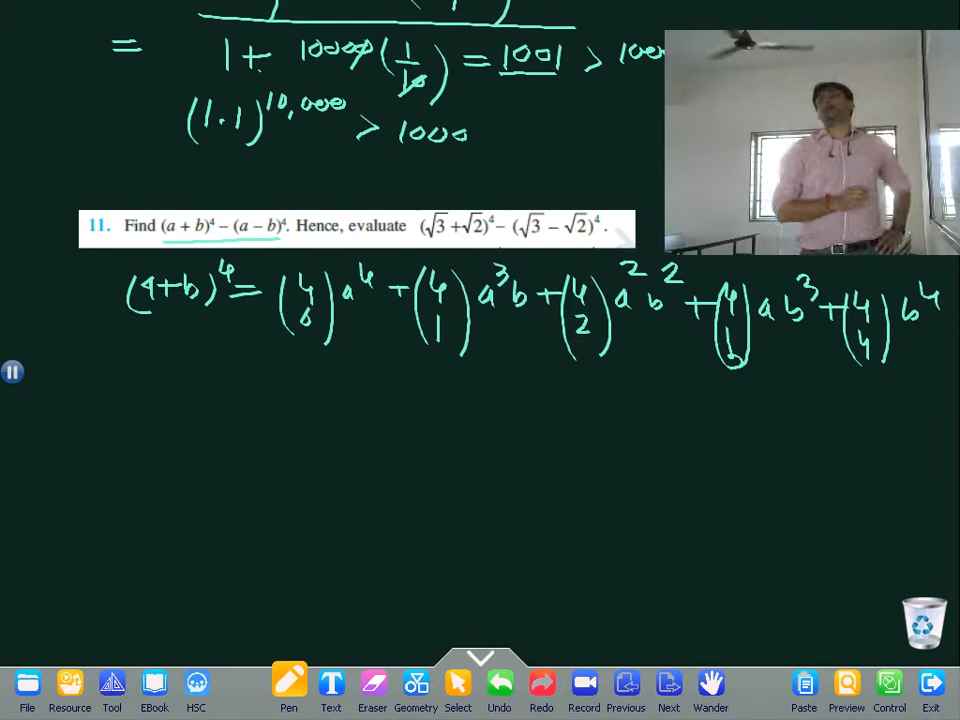 = 1 + 10000 (1/10) = 1001 > 1000
(1.1)^10,000 > 1000
11. Find (a + b)⁴ – (a – b)⁴. Hence, evaluate (√3 + √2)⁴ – (√3 – √2)⁴.
(a+b)⁴ = (4 0) a⁴ + (4 1) a³b + (4 2) a² b² + (4 3) a b³ + (4 4) b⁴
File Resource Tool EBook HSC Pen Text Eraser Geometry Select Undo Redo Record Previous Next Wander Paste Preview Control Exit